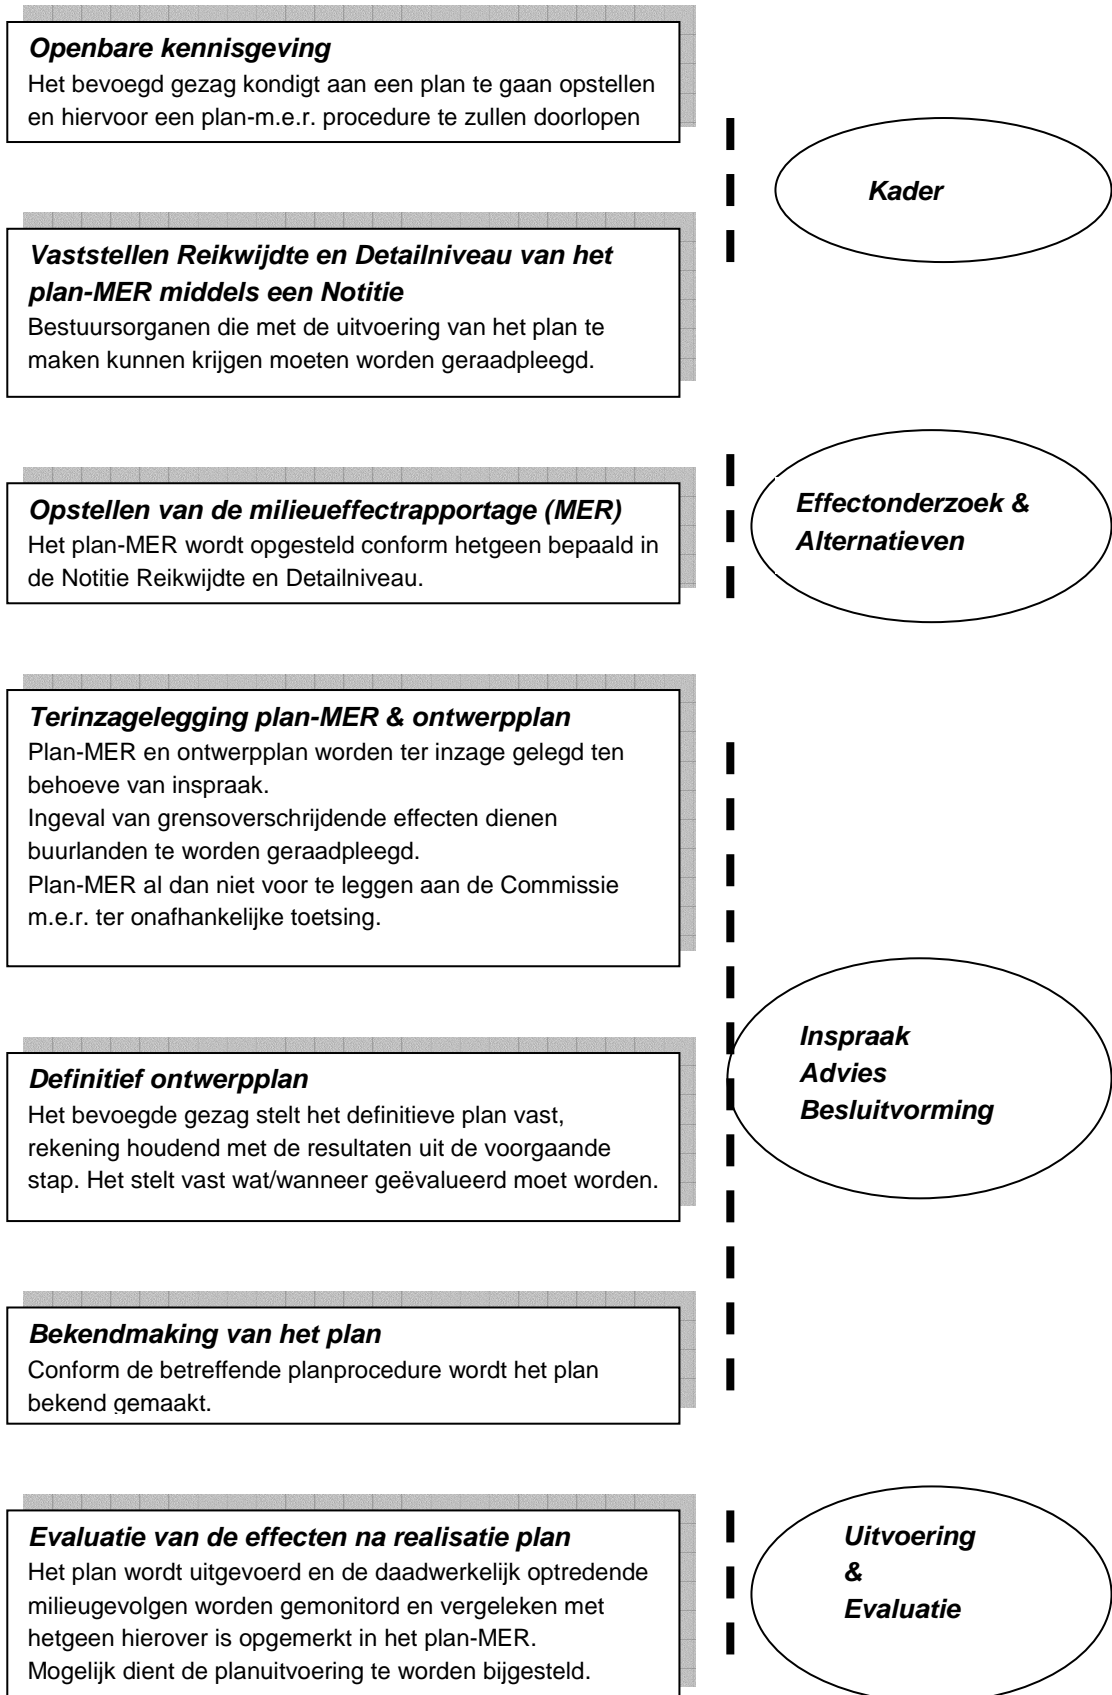 Openbare kennisgeving
Het bevoegd gezag kondigt aan een plan te gaan opstellen
en hiervoor een plan-m.e.r. procedure te zullen doorlopen
Kader
Vaststellen Reikwijdte en Detailniveau van het
plan-MER middels een Notitie
Bestuursorganen die met de uitvoering van het plan te
maken kunnen krijgen moeten worden geraadpleegd.
Opstellen van de milieueffectrapportage (MER)
Het plan-MER wordt opgesteld conform hetgeen bepaald in
de Notitie Reikwijdte en Detailniveau.
Effectonderzoek &
Alternatieven
Terinzagelegging plan-MER & ontwerpplan
Plan-MER en ontwerpplan worden ter inzage gelegd ten
behoeve van inspraak.
Ingeval van grensoverschrijdende effecten dienen
buurlanden te worden geraadpleegd.
Plan-MER al dan niet voor te leggen aan de Commissie
m.e.r. ter onafhankelijke toetsing.
Definitief ontwerpplan
Het bevoegde gezag stelt het definitieve plan vast,
rekening houdend met de resultaten uit de voorgaande
stap. Het stelt vast wat/wanneer geëvalueerd moet worden.
Inspraak
Advies
Besluitvorming
Bekendmaking van het plan
Conform de betreffende planprocedure wordt het plan
bekend gemaakt.
Evaluatie van de effecten na realisatie plan
Het plan wordt uitgevoerd en de daadwerkelijk optredende
milieugevolgen worden gemonitord en vergeleken met
hetgeen hierover is opgemerkt in het plan-MER.
Mogelijk dient de planuitvoering te worden bijgesteld.
Uitvoering
&
Evaluatie